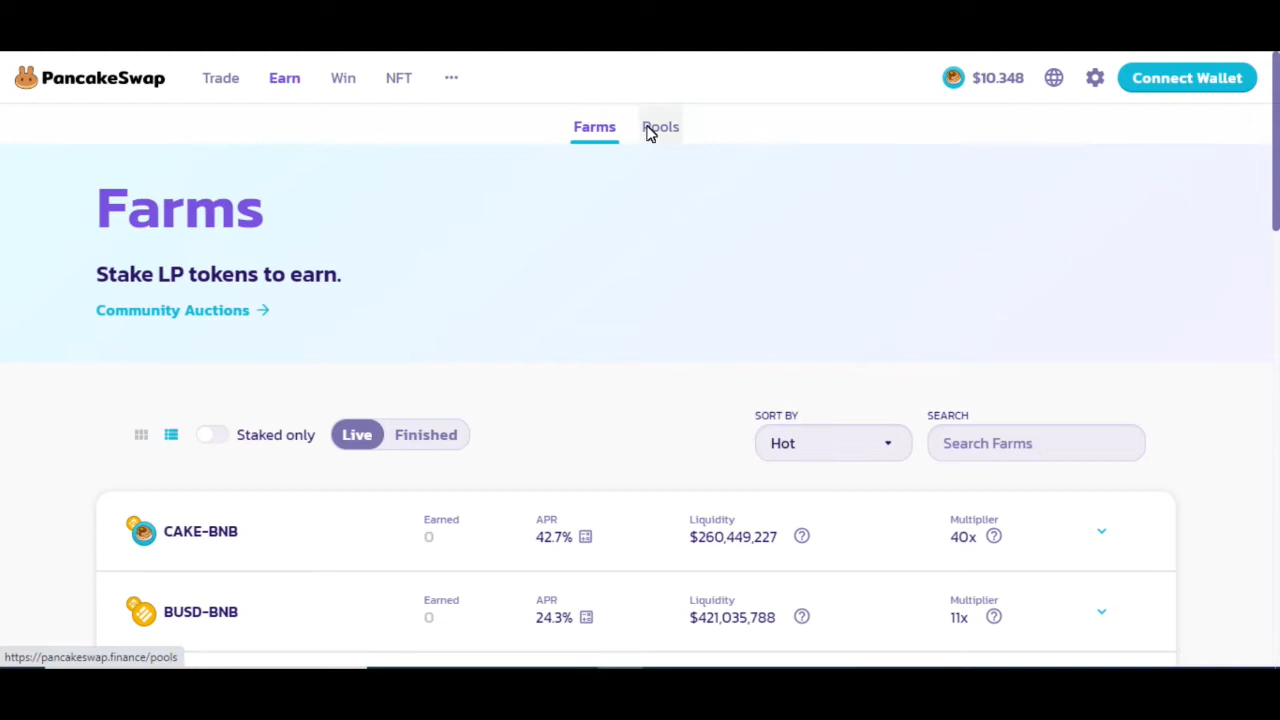 PancakeSwap Trade Earn Win NFT ... $10.348 Connect Wallet
Farms Pools
Farms
Stake LP tokens to earn.
Community Auctions →
SORT BY SEARCH
Staked only Live Finished Hot Search Farms
Earned APR Liquidity Multiplier
CAKE-BNB 0 42.7% $260,449,227 ? 40x ?
Earned APR Liquidity Multiplier
BUSD-BNB 0 24.3% $421,035,788 ? 11x ?
https://pancakeswap.finance/pools